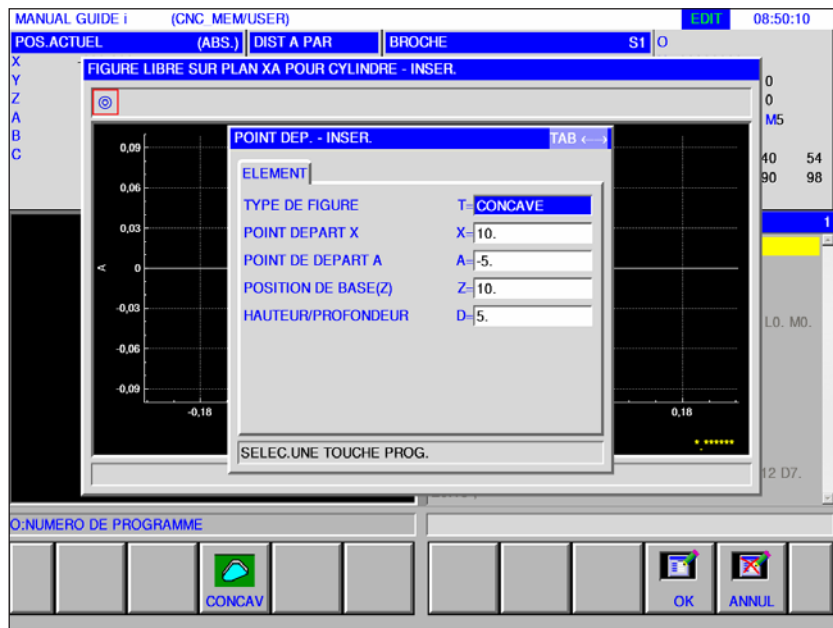 MANUAL GUIDE i (CNC_MEM/USER) EDIT 08:50:10
POS.ACTUEL (ABS.) DIST A PAR BROCHE S1 O
X
Y 0
Z 0
A M5
B
C 40 54
90 98
FIGURE LIBRE SUR PLAN XA POUR CYLINDRE - INSER.
POINT DEP. - INSER. TAB ←→
ELEMENT
TYPE DE FIGURE T= CONCAVE
POINT DEPART X X= 10.
POINT DE DEPART A A= -5.
POSITION DE BASE(Z) Z= 10.
HAUTEUR/PROFONDEUR D= 5.
SELEC.UNE TOUCHE PROG.
0,09
0,06
0,03
A 0
-0,03
-0,06
-0,09
-0,18 0,18
*.******
1
L0. M0.
12 D7.
O:NUMERO DE PROGRAMME
CONCAV OK ANNUL